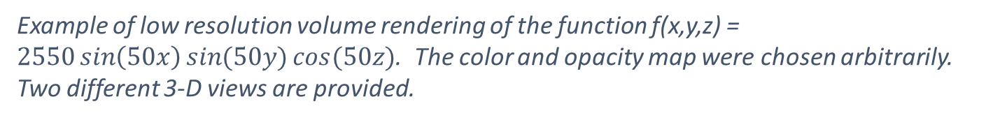 Example of low resolution volume rendering of the function f(x,y,z) =
2550 sin(50x) sin(50y) cos(50z). The color and opacity map were chosen arbitrarily.
Two different 3-D views are provided.